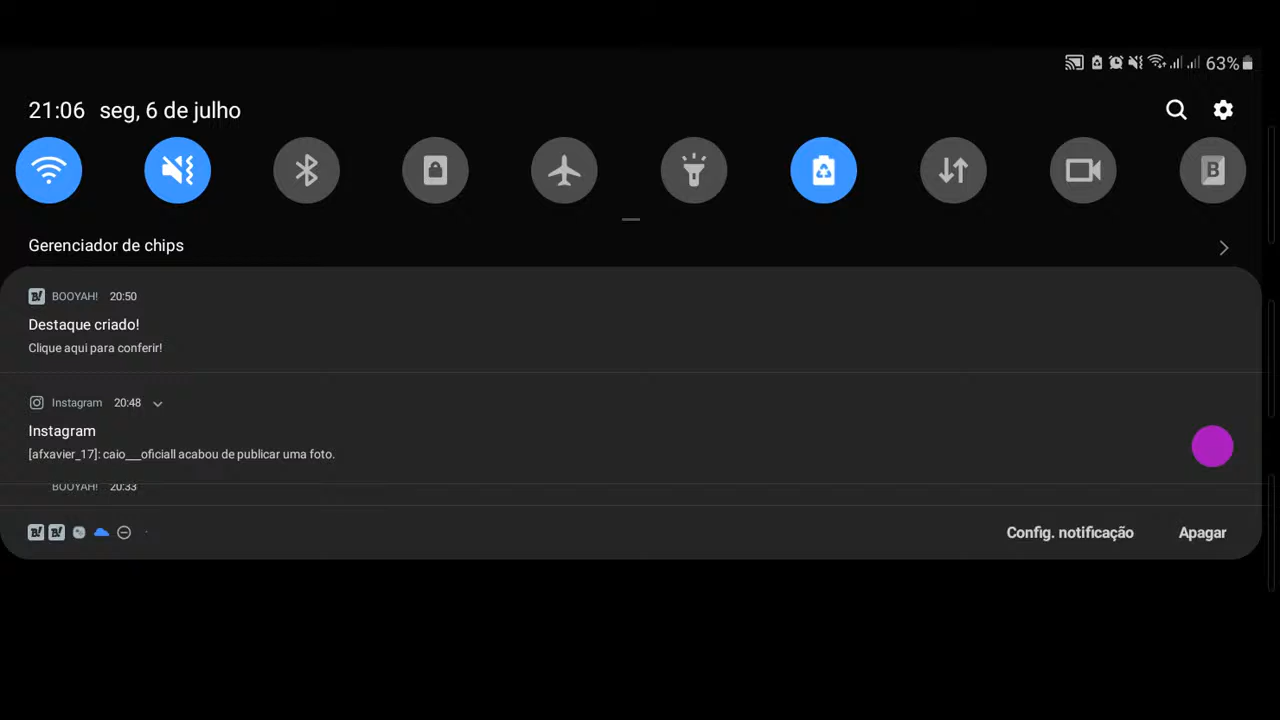 63%
21:06 seg, 6 de julho
Gerenciador de chips
BOOYAH! 20:50
Destaque criado!
Clique aqui para conferir!
Instagram 20:48
Instagram
[afxavier_17]: caio___oficiall acabou de publicar uma foto.
BOOYAH! 20:33
Config. notificação Apagar